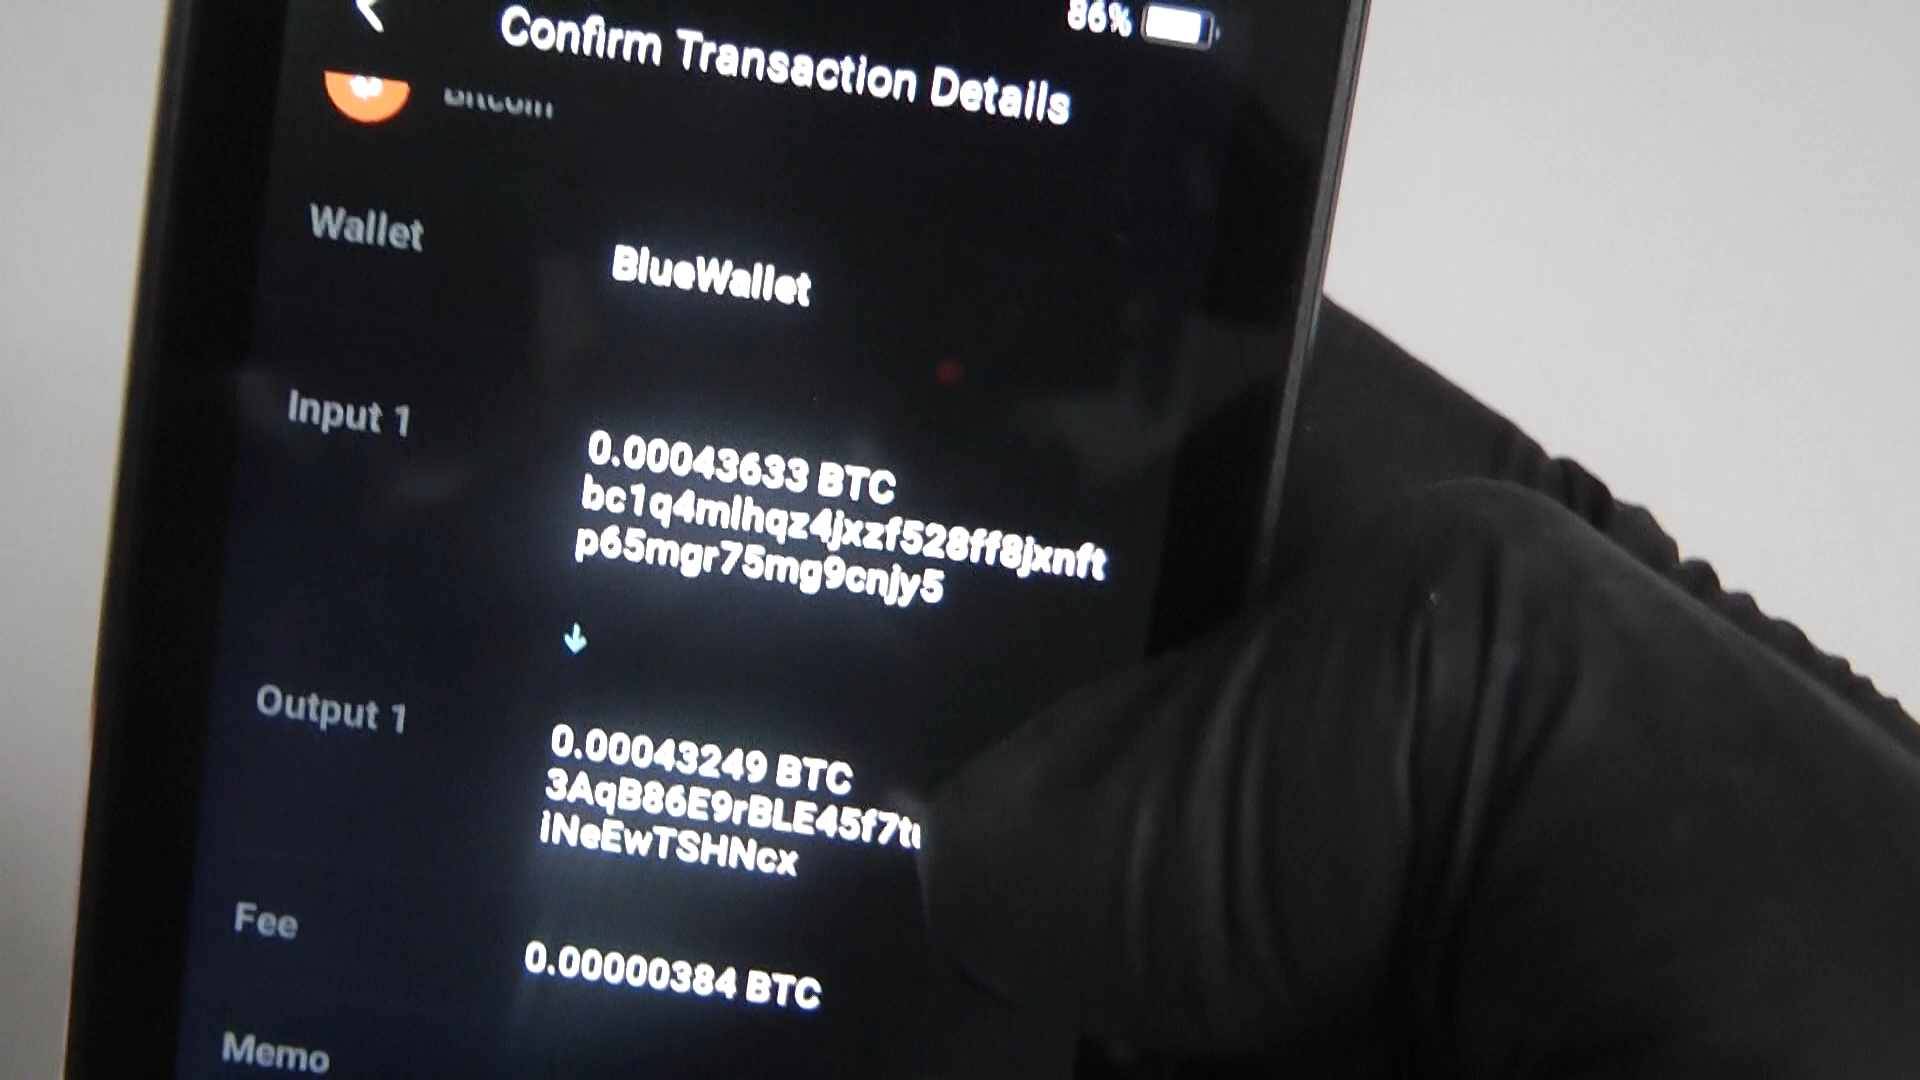 86%
Confirm Transaction Details
Bitcoin
Wallet
BlueWallet
Input 1
0.00043633 BTC
bc1q4mlhqz4jxzf528ff8jxnft
p65mgr75mg9cnjy5
Output 1
0.00043249 BTC
3AqB86E9rBLE45f7t
iNeEwTSHNcx
Fee
0.00000384 BTC
Memo